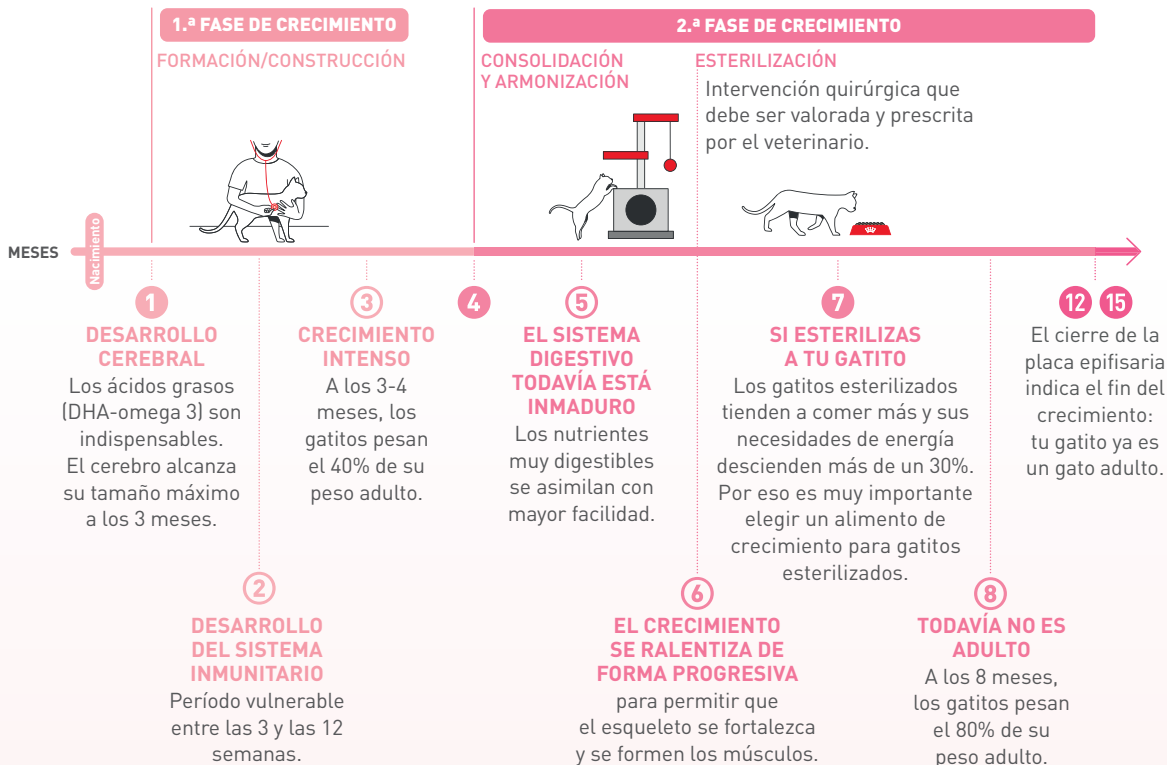 1.ª FASE DE CRECIMIENTO
2.ª FASE DE CRECIMIENTO
FORMACIÓN/CONSTRUCCIÓN
CONSOLIDACIÓN
Y ARMONIZACIÓN
ESTERILIZACIÓN
Intervención quirúrgica que
debe ser valorada y prescrita
por el veterinario.
MESES
Nacimiento
1
DESARROLLO
CEREBRAL
Los ácidos grasos
(DHA-omega 3) son
indispensables.
El cerebro alcanza
su tamaño máximo
a los 3 meses.
2
DESARROLLO
DEL SISTEMA
INMUNITARIO
Período vulnerable
entre las 3 y las 12
semanas.
3
CRECIMIENTO
INTENSO
A los 3-4
meses, los
gatitos pesan
el 40% de su
peso adulto.
4
5
EL SISTEMA
DIGESTIVO
TODAVÍA ESTÁ
INMADURO
Los nutrientes
muy digestibles
se asimilan con
mayor facilidad.
6
EL CRECIMIENTO
SE RALENTIZA DE
FORMA PROGRESIVA
para permitir que
el esqueleto se fortalezca
y se formen los músculos.
7
SI ESTERILIZAS
A TU GATITO
Los gatitos esterilizados
tienden a comer más y sus
necesidades de energía
descienden más de un 30%.
Por eso es muy importante
elegir un alimento de
crecimiento para gatitos
esterilizados.
8
TODAVÍA NO ES
ADULTO
A los 8 meses,
los gatitos pesan
el 80% de su
peso adulto.
12 15
El cierre de la
placa epifisaria
indica el fin del
crecimiento:
tu gatito ya es
un gato adulto.